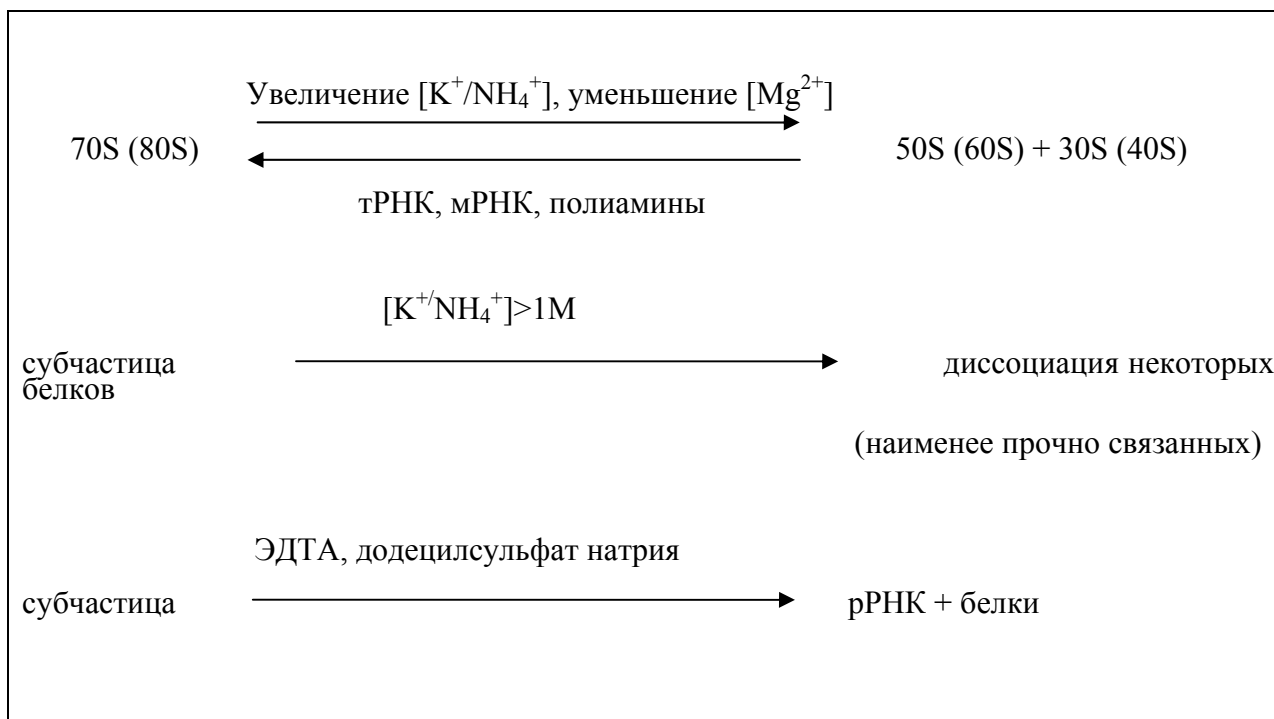 Увеличение [K⁺/NH₄⁺], уменьшение [Mg²⁺]
70S (80S) 50S (60S) + 30S (40S)
тРНК, мРНК, полиамины
[K⁺/NH₄⁺]>1M
субчастица диссоциация некоторых
белков
(наименее прочно связанных)
ЭДТА, додецилсульфат натрия
субчастица рРНК + белки